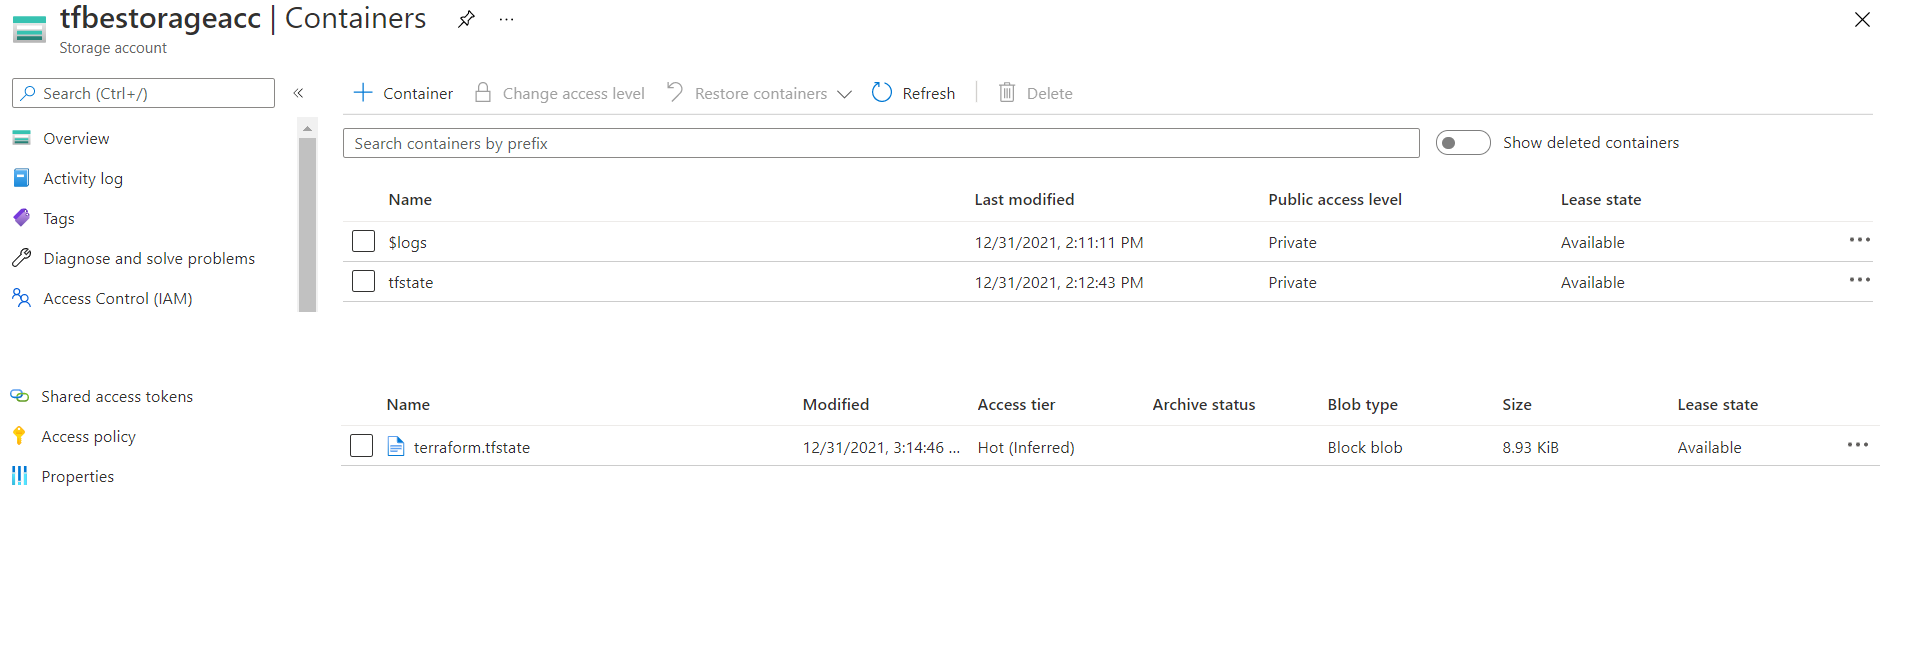 tfbestorageacc | Containers ...
Storage account
Search (Ctrl+/) «
Overview
Activity log
Tags
Diagnose and solve problems
Access Control (IAM)
Shared access tokens
Access policy
Properties
Container Change access level Restore containers Refresh Delete
Search containers by prefix Show deleted containers
Name Last modified Public access level Lease state
$logs 12/31/2021, 2:11:11 PM Private Available ...
tfstate 12/31/2021, 2:12:43 PM Private Available ...
Name Modified Access tier Archive status Blob type Size Lease state
terraform.tfstate 12/31/2021, 3:14:46 ... Hot (Inferred) Block blob 8.93 KiB Available ...